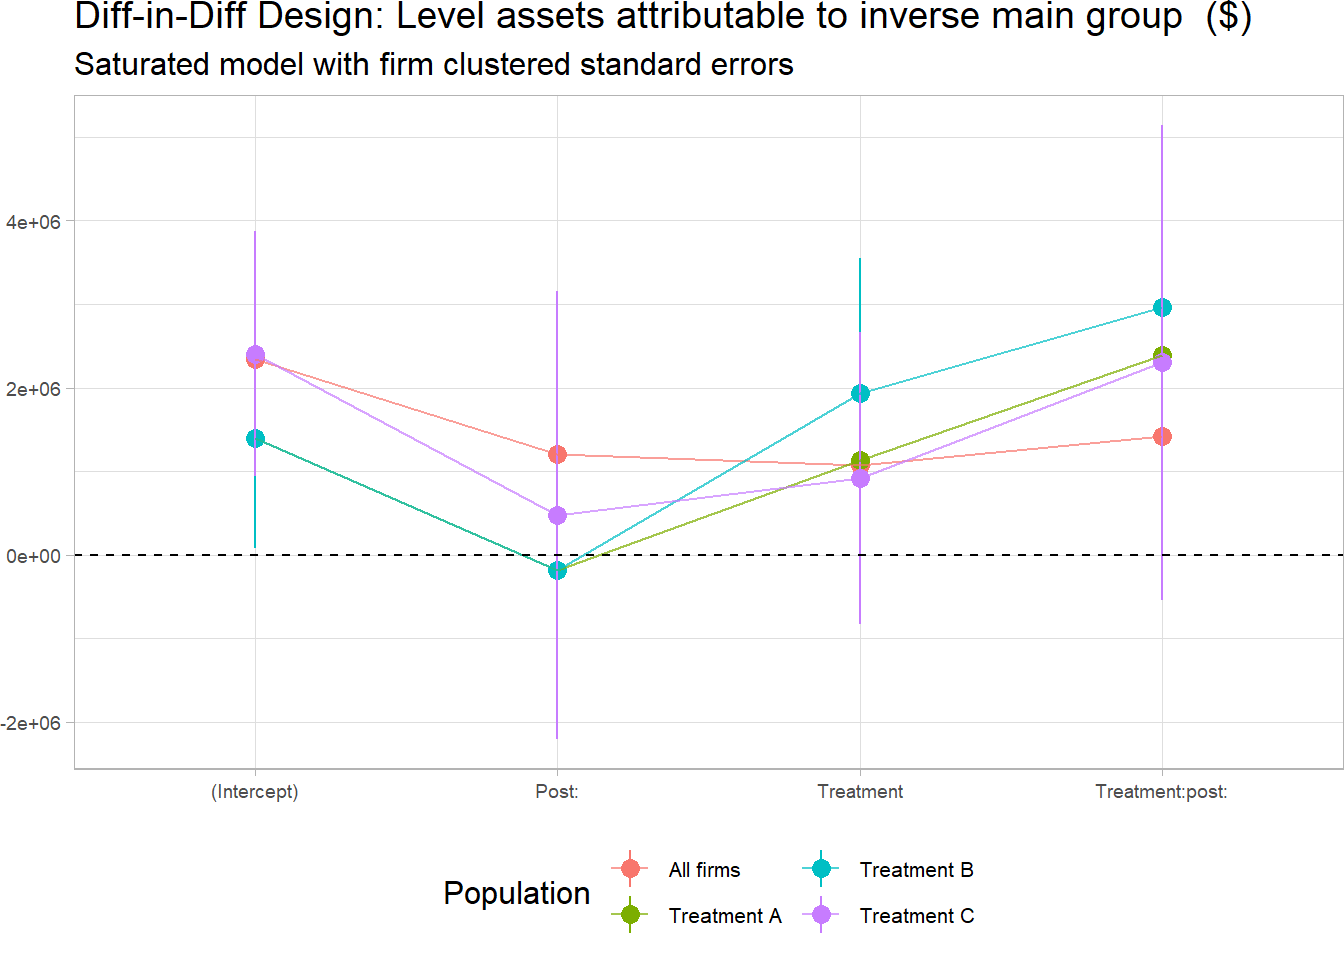 Diff-in-Diff Design: Level assets attributable to inverse main group  ($)
Saturated model with firm clustered standard errors
4e+06
2e+06
0e+00
-2e+06
(Intercept)
Post:
Treatment
Treatment:post:
Population
All firms
Treatment A
Treatment B
Treatment C